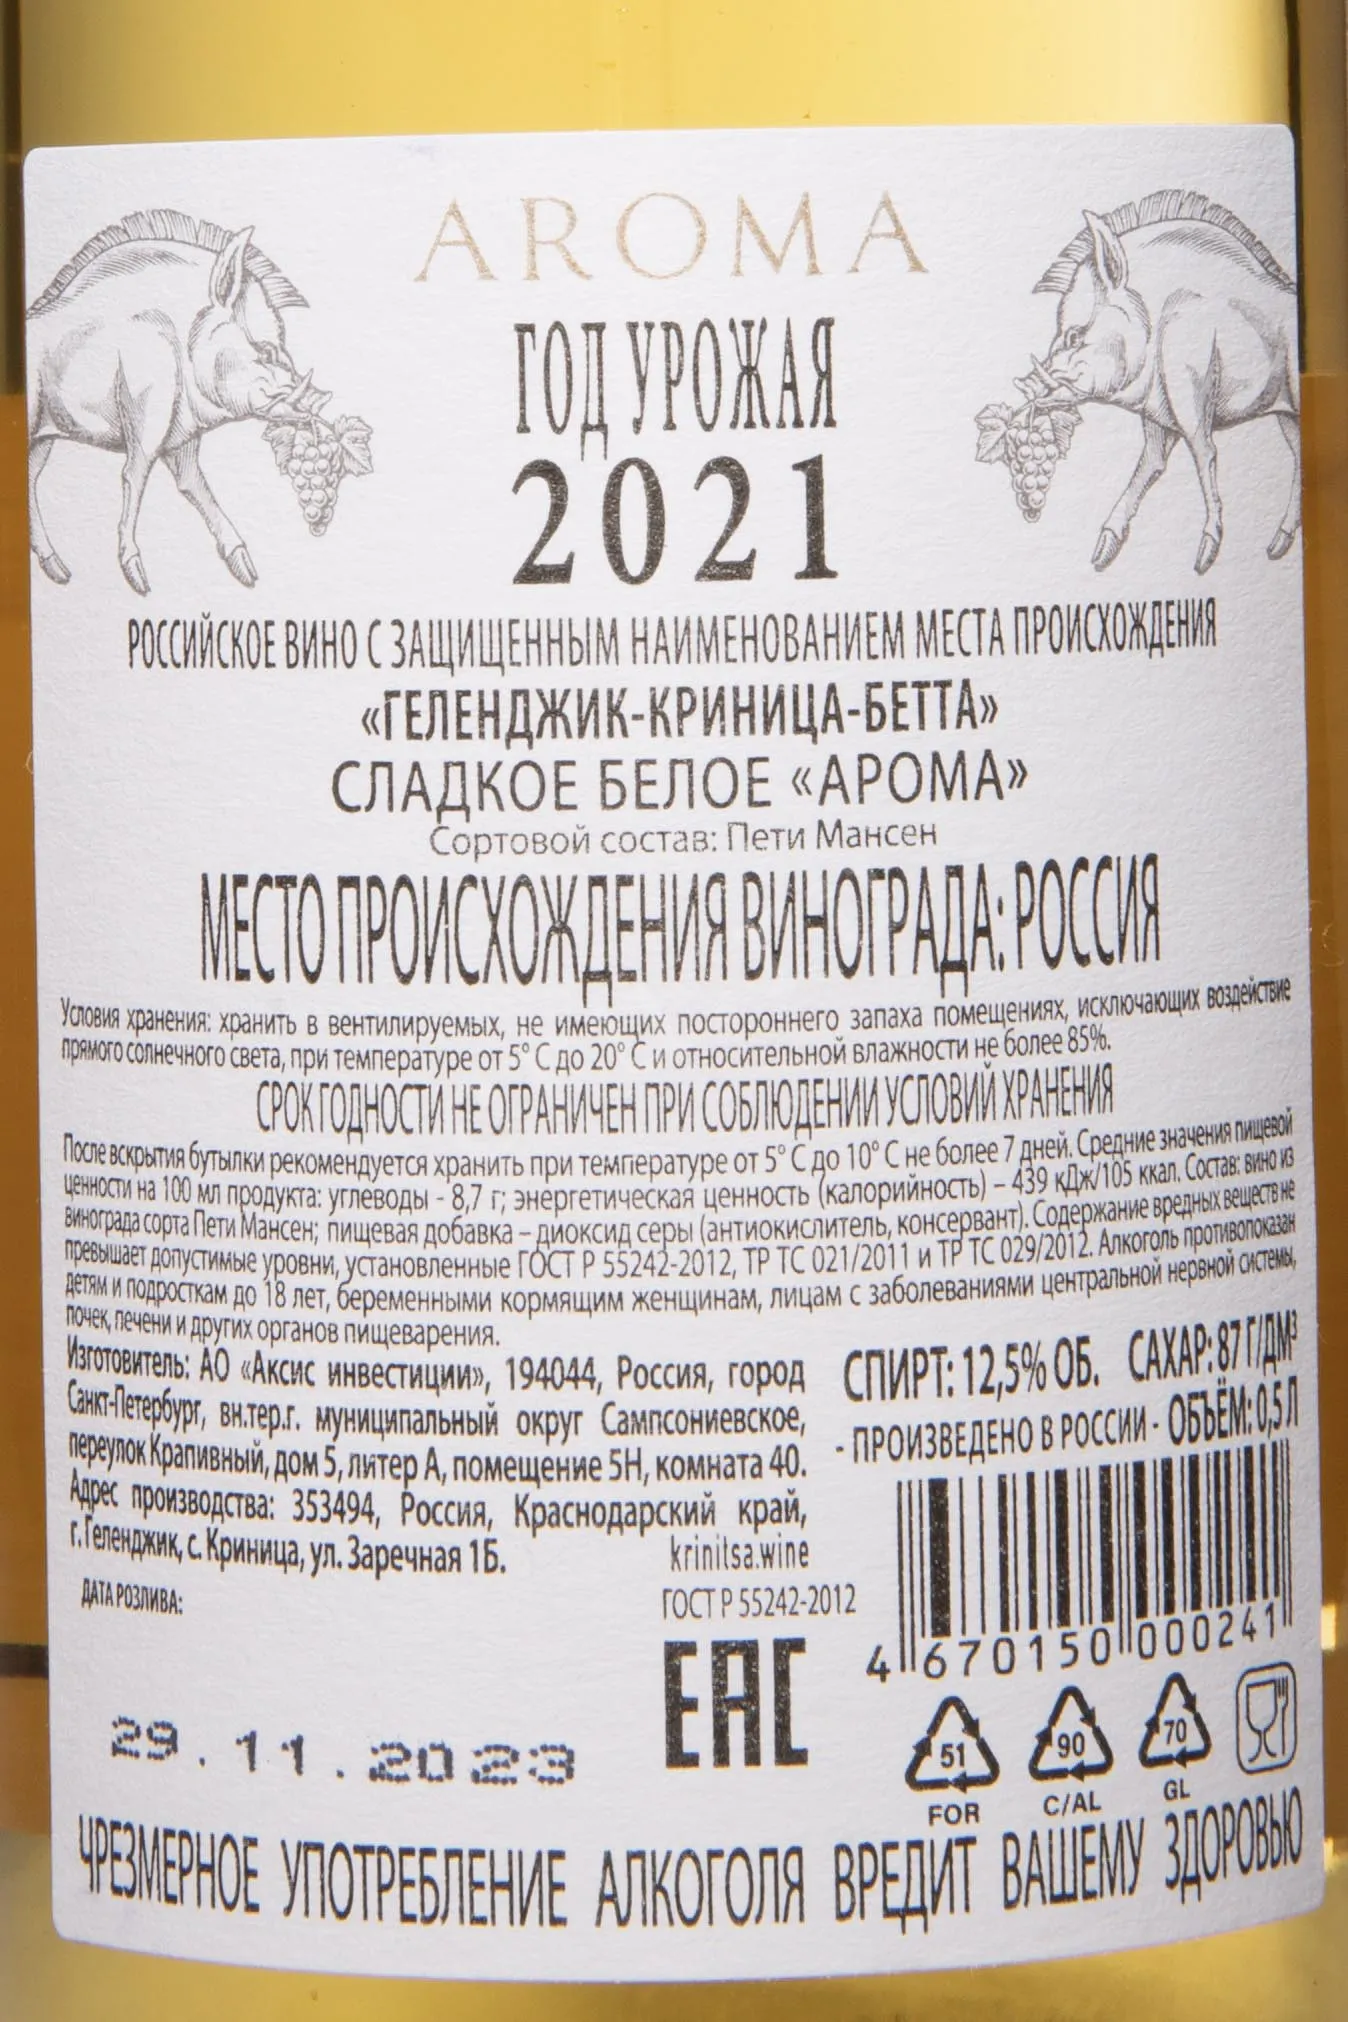 AROMA
ГОД УРОЖАЯ
2021
РОССИЙСКОЕ ВИНО С ЗАЩИЩЕННЫМ НАИМЕНОВАНИЕМ МЕСТА ПРОИСХОЖДЕНИЯ
«ГЕЛЕНДЖИК-КРИНИЦА-БЕТТА»
СЛАДКОЕ БЕЛОЕ «АРОМА»
Сортовой состав: Пети Мансен
МЕСТО ПРОИСХОЖДЕНИЯ ВИНОГРАДА: РОССИЯ
Условия хранения: хранить в вентилируемых, не имеющих постороннего запаха помещениях, исключающих воздействие
прямого солнечного света, при температуре от 5° С до 20° С и относительной влажности не более 85%.
СРОК ГОДНОСТИ НЕ ОГРАНИЧЕН ПРИ СОБЛЮДЕНИИ УСЛОВИЙ ХРАНЕНИЯ
После вскрытия бутылки рекомендуется хранить при температуре от 5° С до 10° С не более 7 дней. Средние значения пищевой
ценности на 100 мл продукта: углеводы - 8,7 г; энергетическая ценность (калорийность) – 439 кДж/105 ккал. Состав: вино из
винограда сорта Пети Мансен; пищевая добавка – диоксид серы (антиокислитель, консервант). Содержание вредных веществ не
превышает допустимые уровни, установленные ГОСТ Р 55242-2012, ТР ТС 021/2011 и ТР ТС 029/2012. Алкоголь противопоказан
детям и подросткам до 18 лет, беременными кормящим женщинам, лицам с заболеваниями центральной нервной системы,
почек, печени и других органов пищеварения.
Изготовитель: АО «Аксис инвестиции», 194044, Россия, город
Санкт-Петербург, вн.тер.г. муниципальный округ Сампсониевское,
переулок Крапивный, дом 5, литер А, помещение 5Н, комната 40.
Адрес производства: 353494, Россия, Краснодарский край,
г. Геленджик, с. Криница, ул. Заречная 1Б.
СПИРТ: 12,5% ОБ. САХАР: 87 Г/ДМ³
- ПРОИЗВЕДЕНО В РОССИИ - ОБЪЁМ: 0,5 Л
krinitsa.wine
ДАТА РОЗЛИВА:
ГОСТ Р 55242-2012
4 670150 000241
29.11.2023
ЕАС
51
FOR
90
C/AL
70
GL
ЧРЕЗМЕРНОЕ УПОТРЕБЛЕНИЕ АЛКОГОЛЯ ВРЕДИТ ВАШЕМУ ЗДОРОВЬЮ